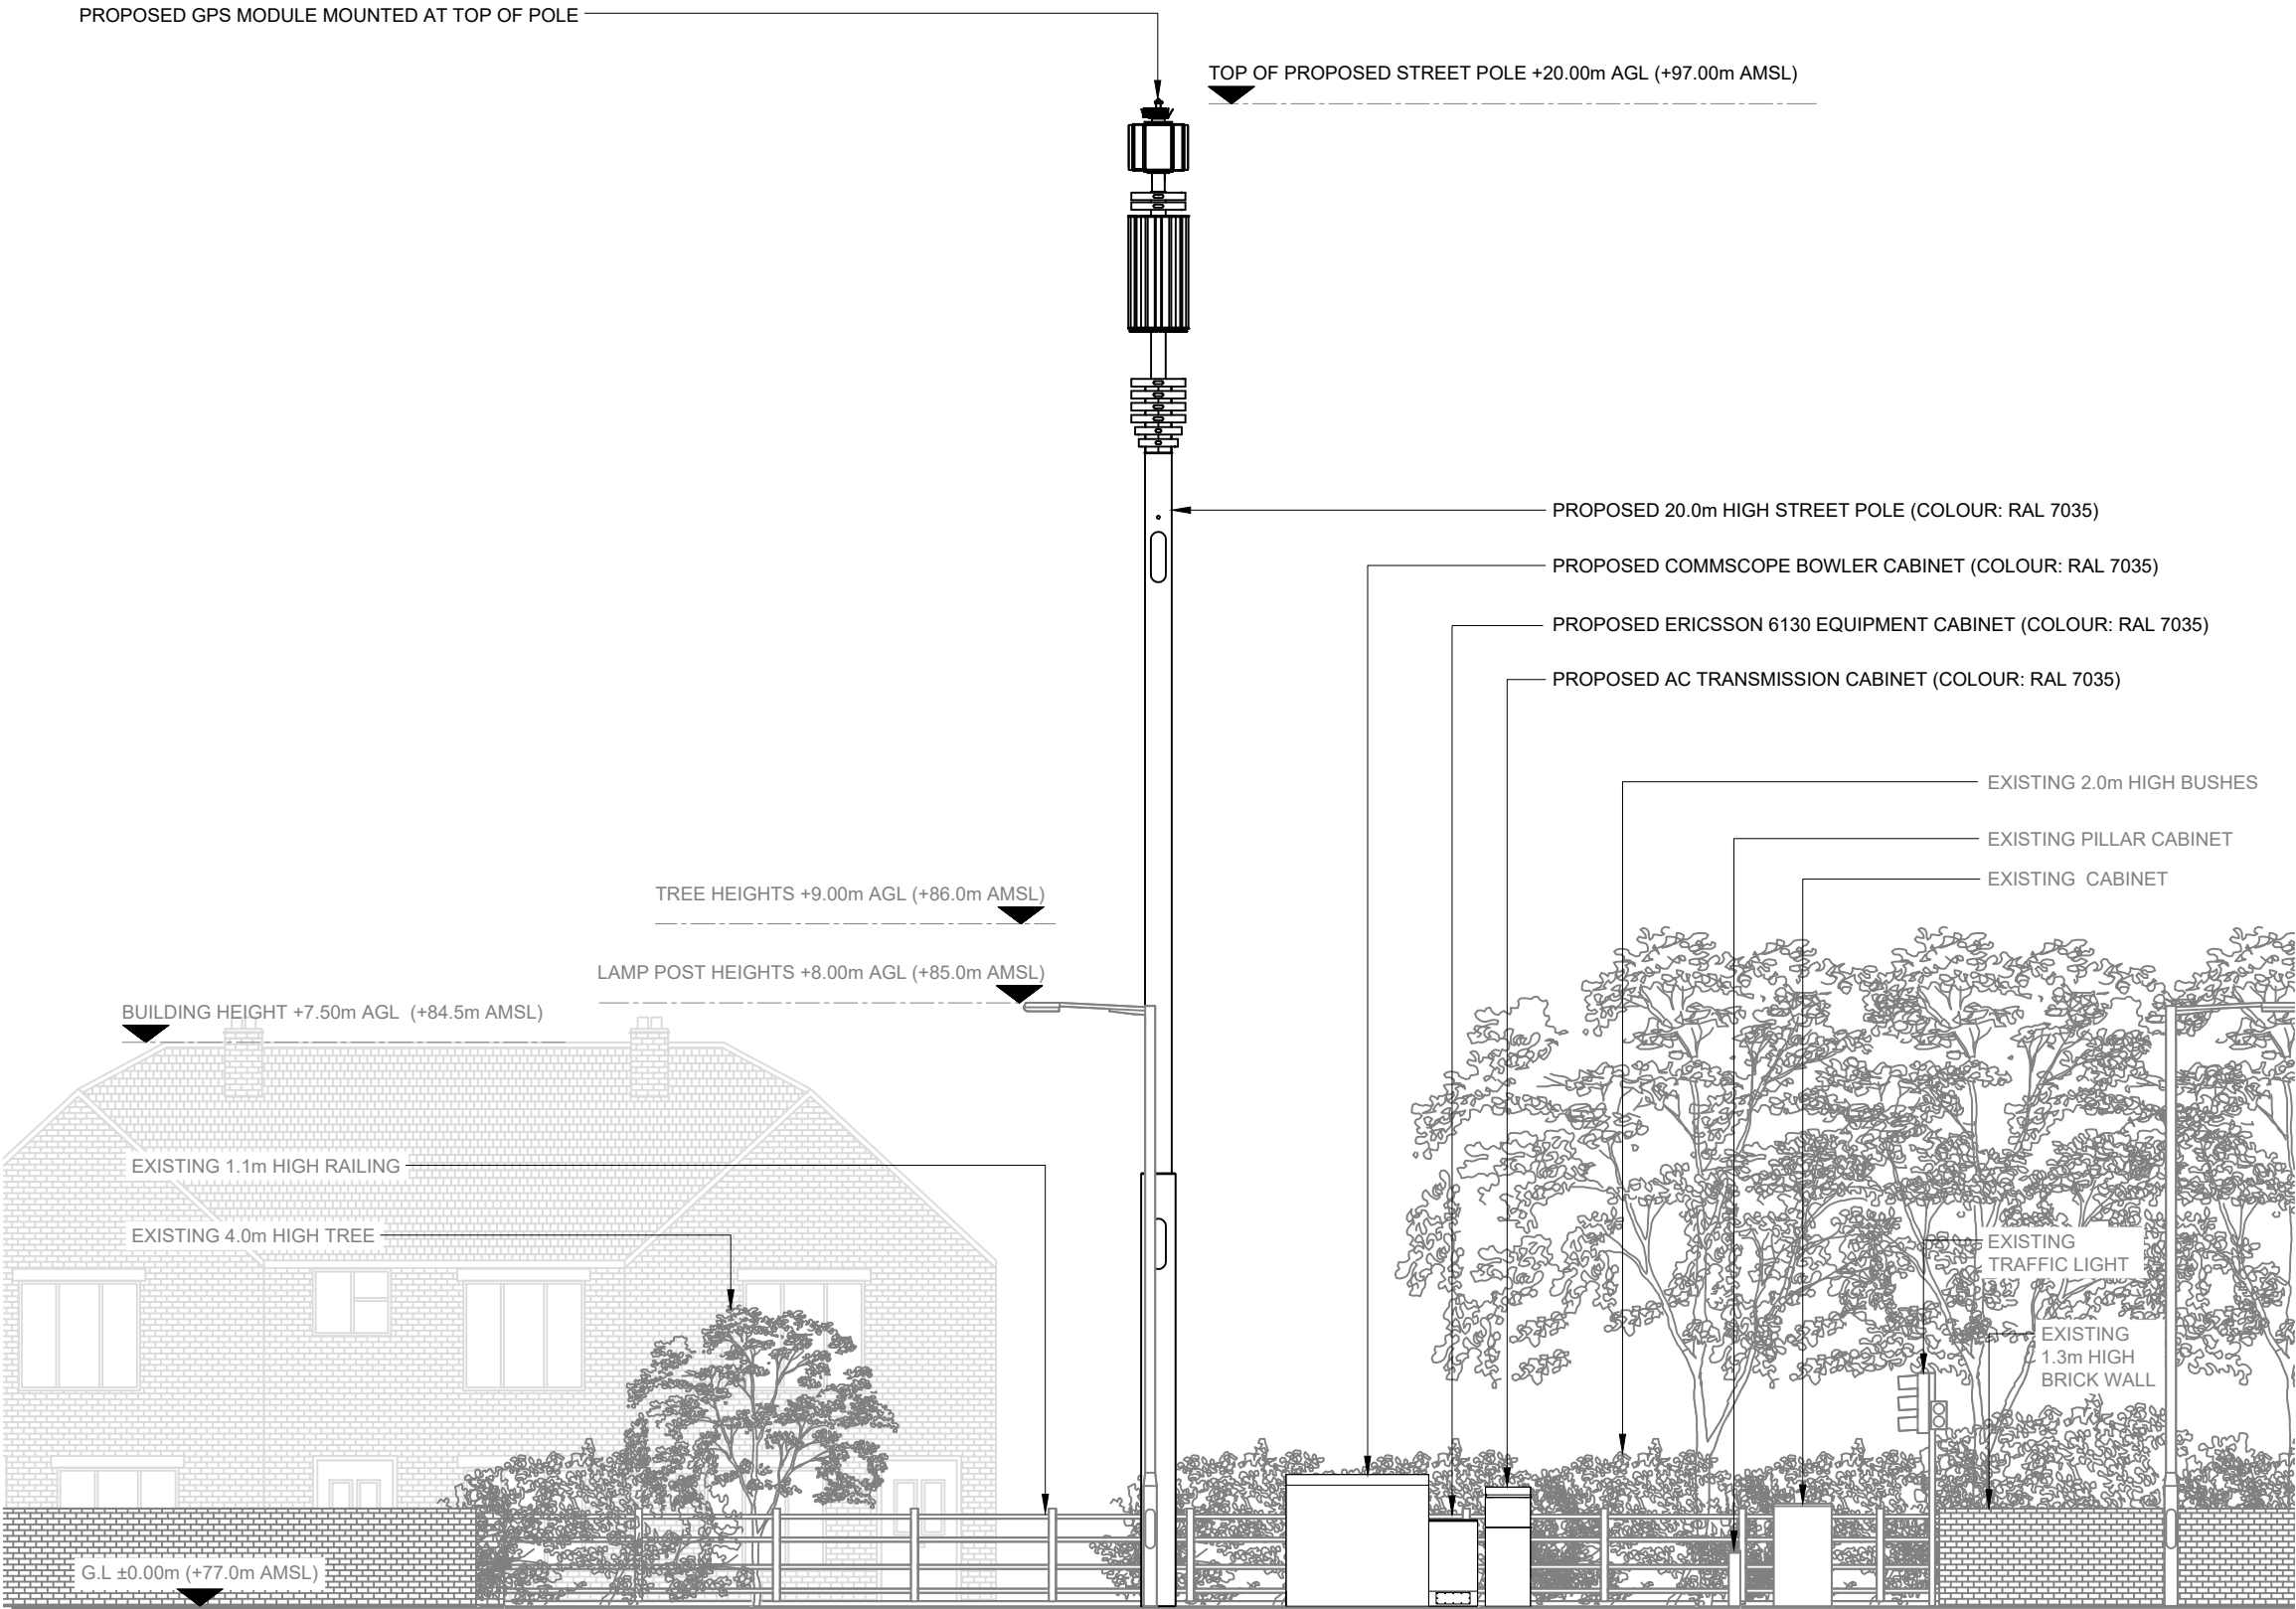 PROPOSED GPS MODULE MOUNTED AT TOP OF POLE
TOP OF PROPOSED STREET POLE +20.00m AGL (+97.00m AMSL)
PROPOSED 20.0m HIGH STREET POLE (COLOUR: RAL 7035)
PROPOSED COMMSCOPE BOWLER CABINET (COLOUR: RAL 7035)
PROPOSED ERICSSON 6130 EQUIPMENT CABINET (COLOUR: RAL 7035)
PROPOSED AC TRANSMISSION CABINET (COLOUR: RAL 7035)
EXISTING 2.0m HIGH BUSHES
EXISTING PILLAR CABINET
EXISTING CABINET
TREE HEIGHTS +9.00m AGL (+86.0m AMSL)
LAMP POST HEIGHTS +8.00m AGL (+85.0m AMSL)
BUILDING HEIGHT +7.50m AGL (+84.5m AMSL)
EXISTING 1.1m HIGH RAILING
EXISTING 4.0m HIGH TREE
EXISTING
TRAFFIC LIGHT
EXISTING
1.3m HIGH
BRICK WALL
G.L ±0.00m (+77.0m AMSL)